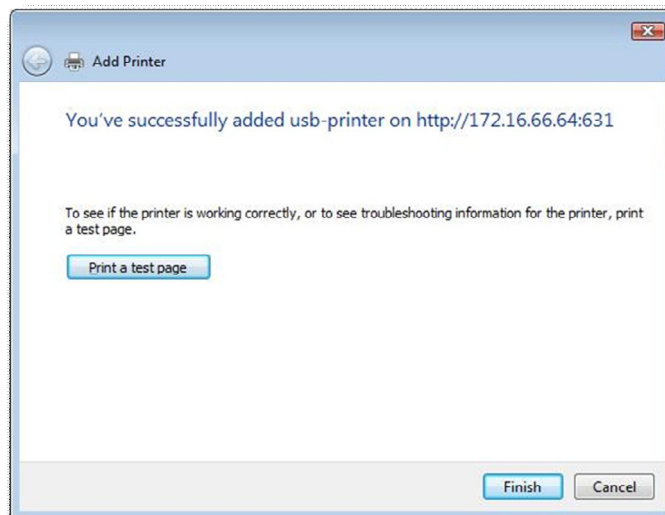 Add Printer
You've successfully added usb-printer on http://172.16.66.64:631
To see if the printer is working correctly, or to see troubleshooting information for the printer, print
a test page.
Print a test page
Finish
Cancel